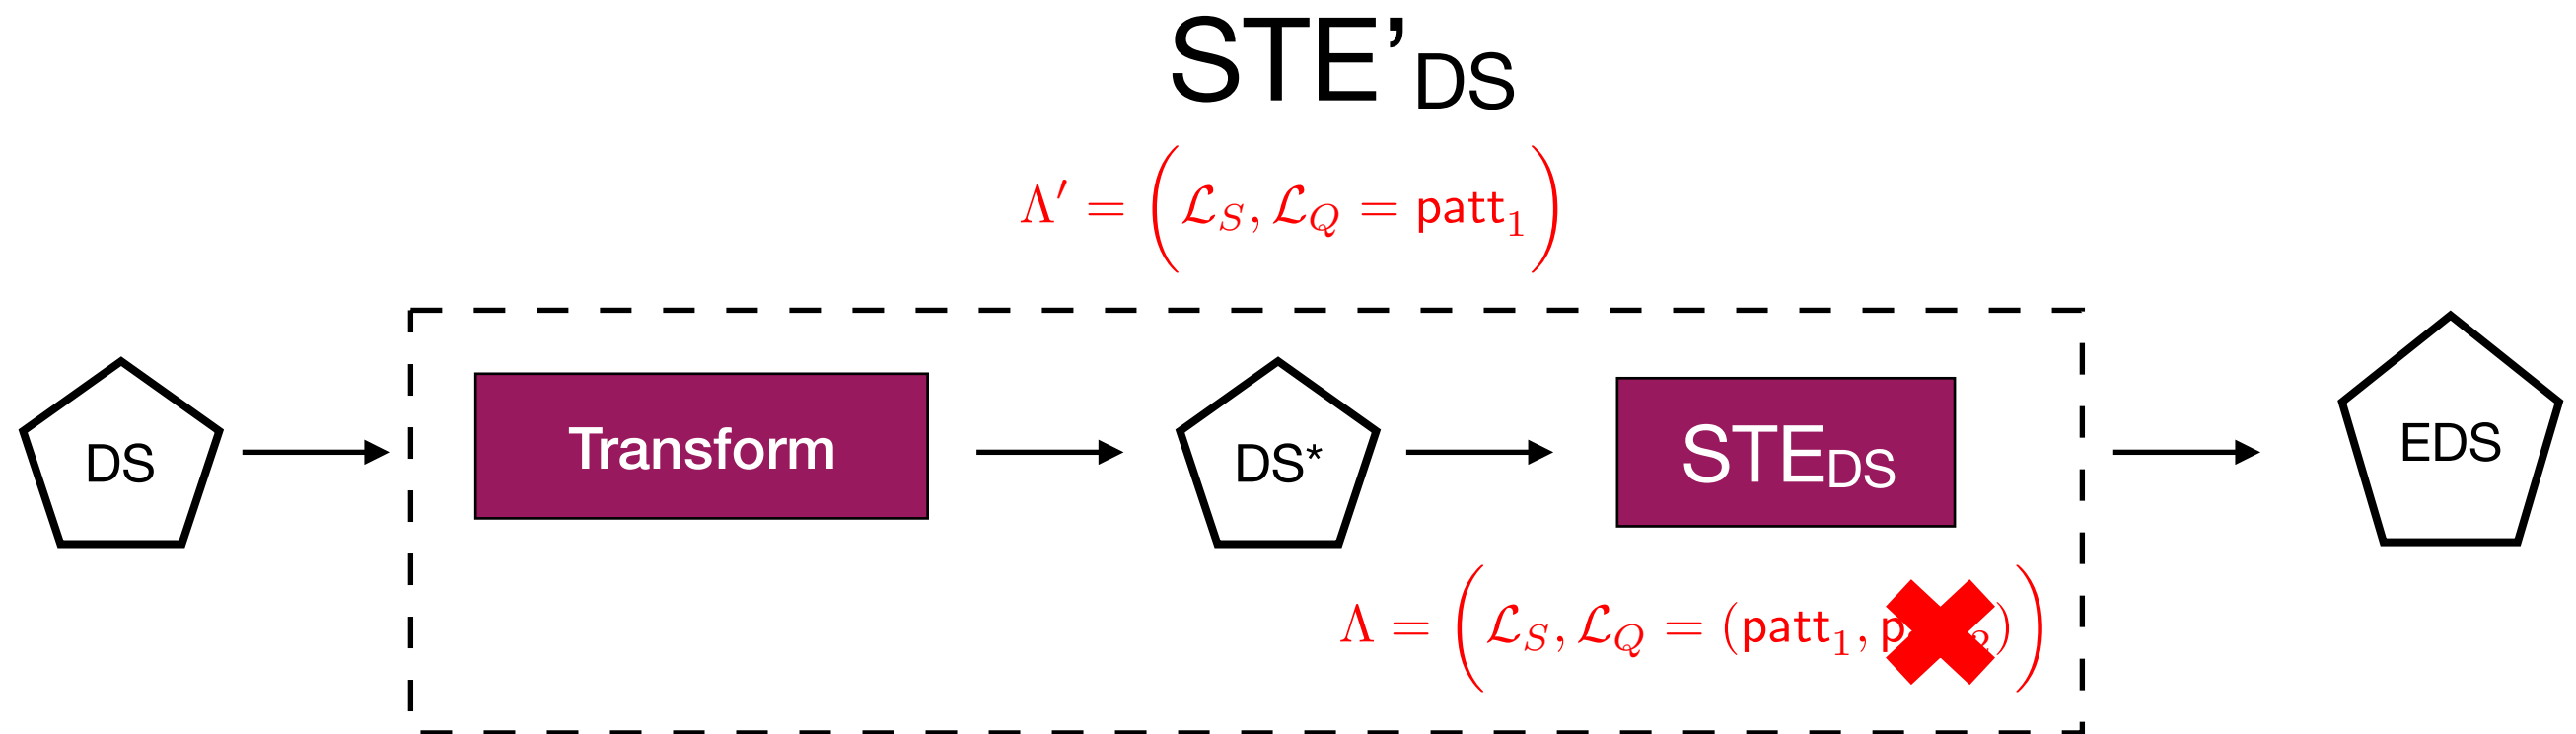 STE’DS
Λ′ = (ℒS, ℒQ = patt1)
DS
Transform
DS*
STEDS
EDS
Λ = (ℒS, ℒQ = (patt1, ))